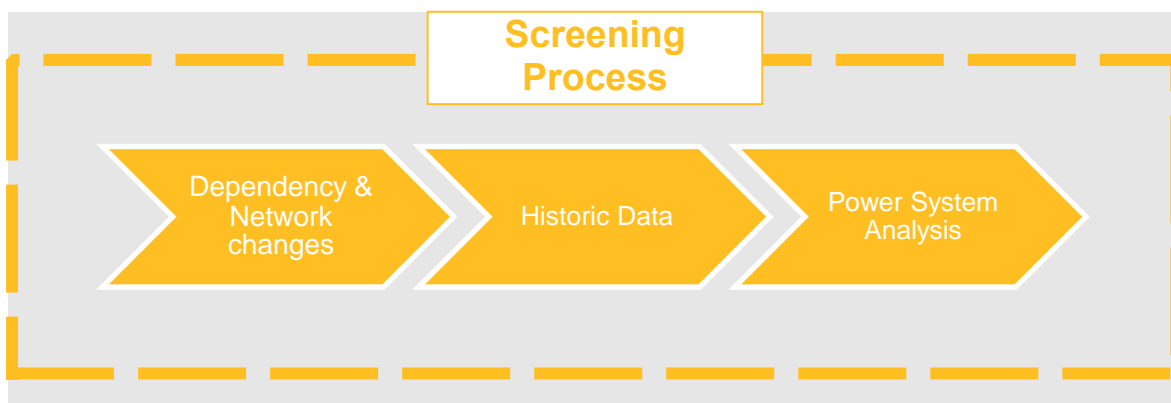 Screening
Process
Dependency &
Network
changes
Historic Data
Power System
Analysis